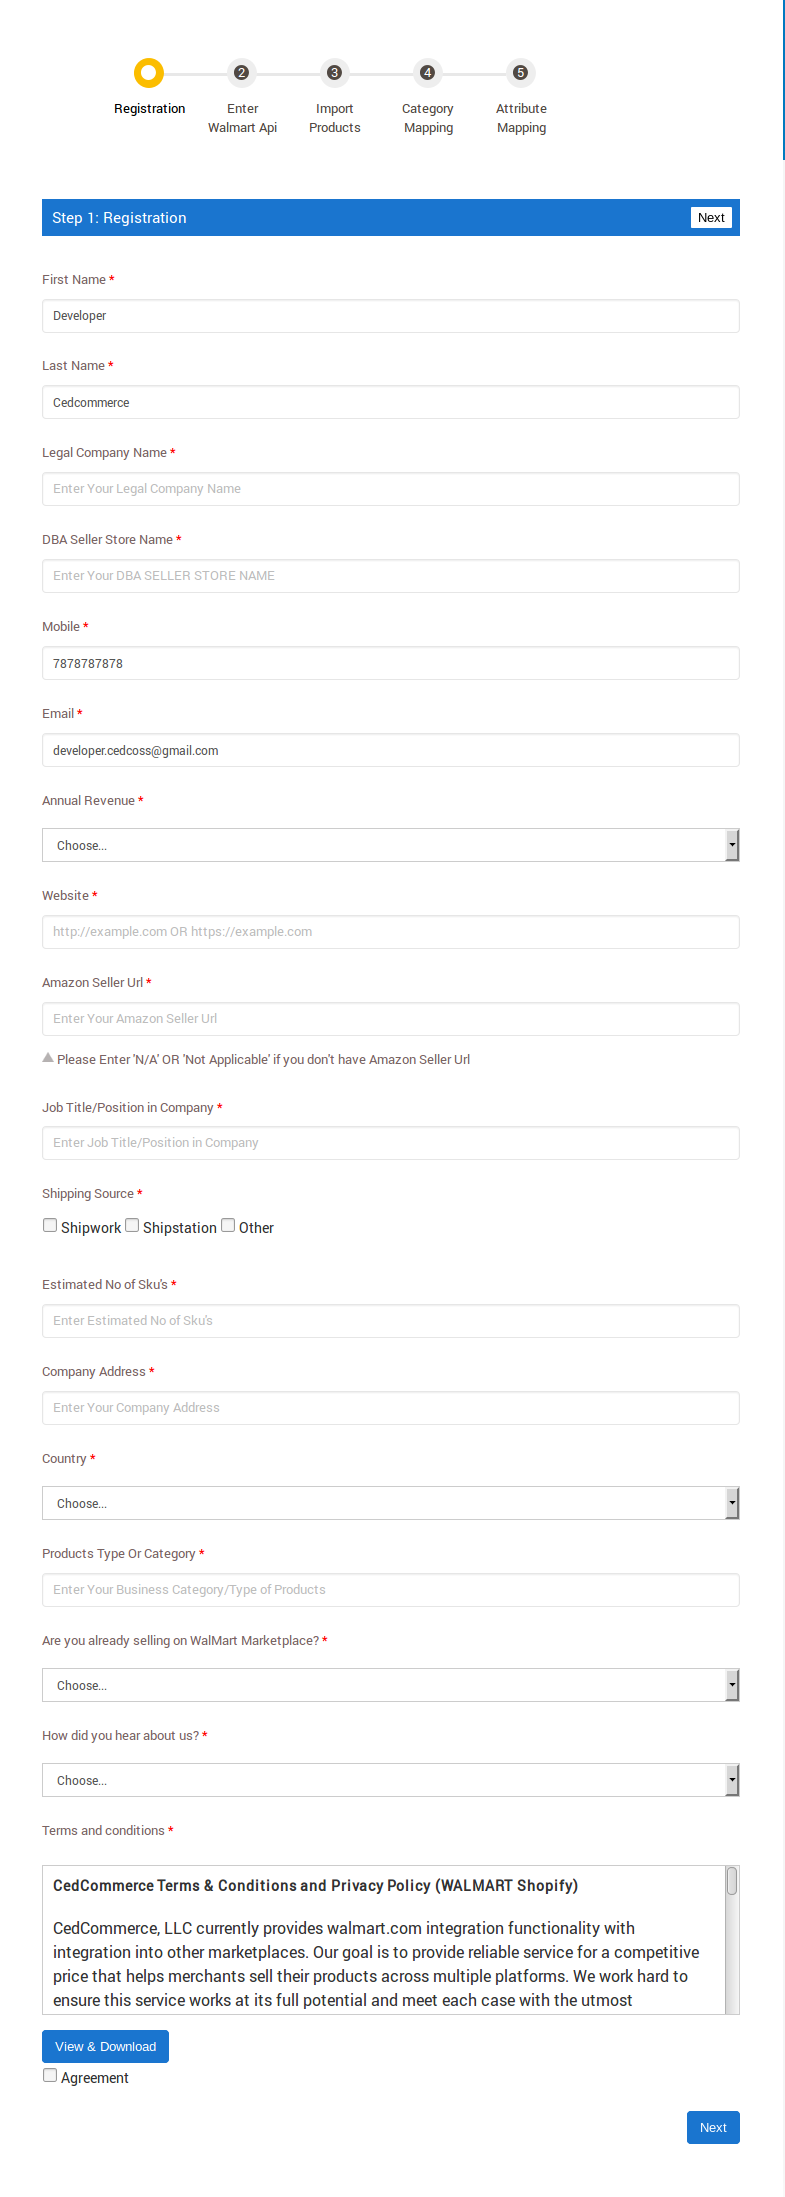 2 3 4 5
Registration Enter Import Category Attribute
Walmart Api Products Mapping Mapping
Step 1: Registration Next
First Name *
Developer
Last Name *
Cedcommerce
Legal Company Name *
Enter Your Legal Company Name
DBA Seller Store Name *
Enter Your DBA SELLER STORE NAME
Mobile *
7878787878
Email *
developer.cedcoss@gmail.com
Annual Revenue *
Choose...
Website *
http://example.com OR https://example.com
Amazon Seller Url *
Enter Your Amazon Seller Url
Please Enter 'N/A' OR 'Not Applicable' if you don't have Amazon Seller Url
Job Title/Position in Company *
Enter Job Title/Position in Company
Shipping Source *
Shipwork Shipstation Other
Estimated No of Sku's *
Enter Estimated No of Sku's
Company Address *
Enter Your Company Address
Country *
Choose...
Products Type Or Category *
Enter Your Business Category/Type of Products
Are you already selling on WalMart Marketplace? *
Choose...
How did you hear about us? *
Choose...
Terms and conditions *
CedCommerce Terms & Conditions and Privacy Policy (WALMART Shopify)
CedCommerce, LLC currently provides walmart.com integration functionality with
integration into other marketplaces. Our goal is to provide reliable service for a competitive
price that helps merchants sell their products across multiple platforms. We work hard to
ensure this service works at its full potential and meet each case with the utmost
View & Download
Agreement
Next